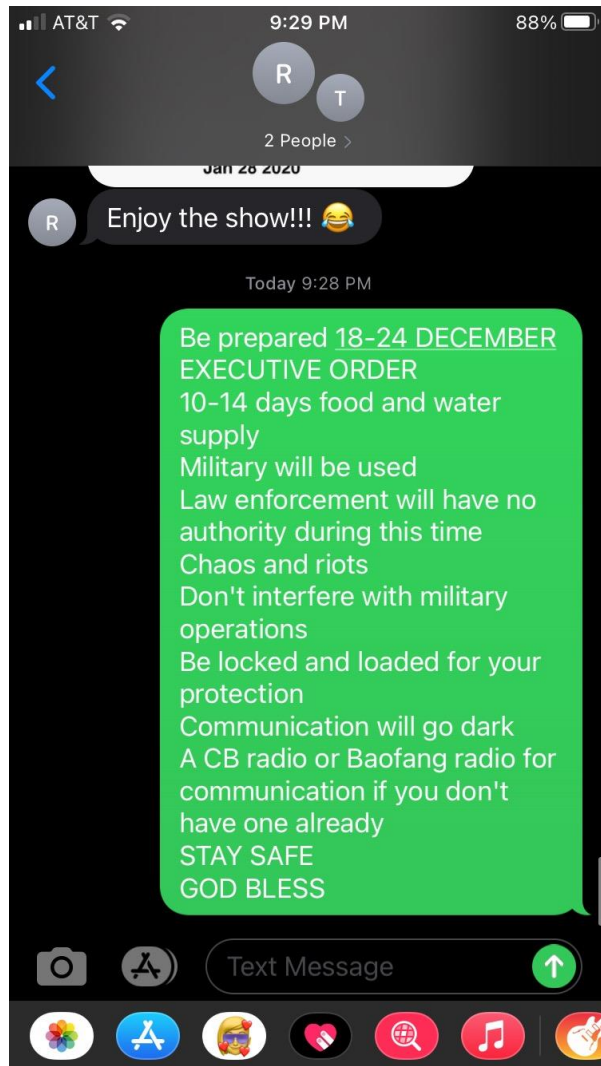 AT&T 9:29 PM 88%
R
T
2 People >
Jan 28 2020
R Enjoy the show!!! 😂
Today 9:28 PM
Be prepared 18-24 DECEMBER
EXECUTIVE ORDER
10-14 days food and water
supply
Military will be used
Law enforcement will have no
authority during this time
Chaos and riots
Don't interfere with military
operations
Be locked and loaded for your
protection
Communication will go dark
A CB radio or Baofang radio for
communication if you don't
have one already
STAY SAFE
GOD BLESS
Text Message